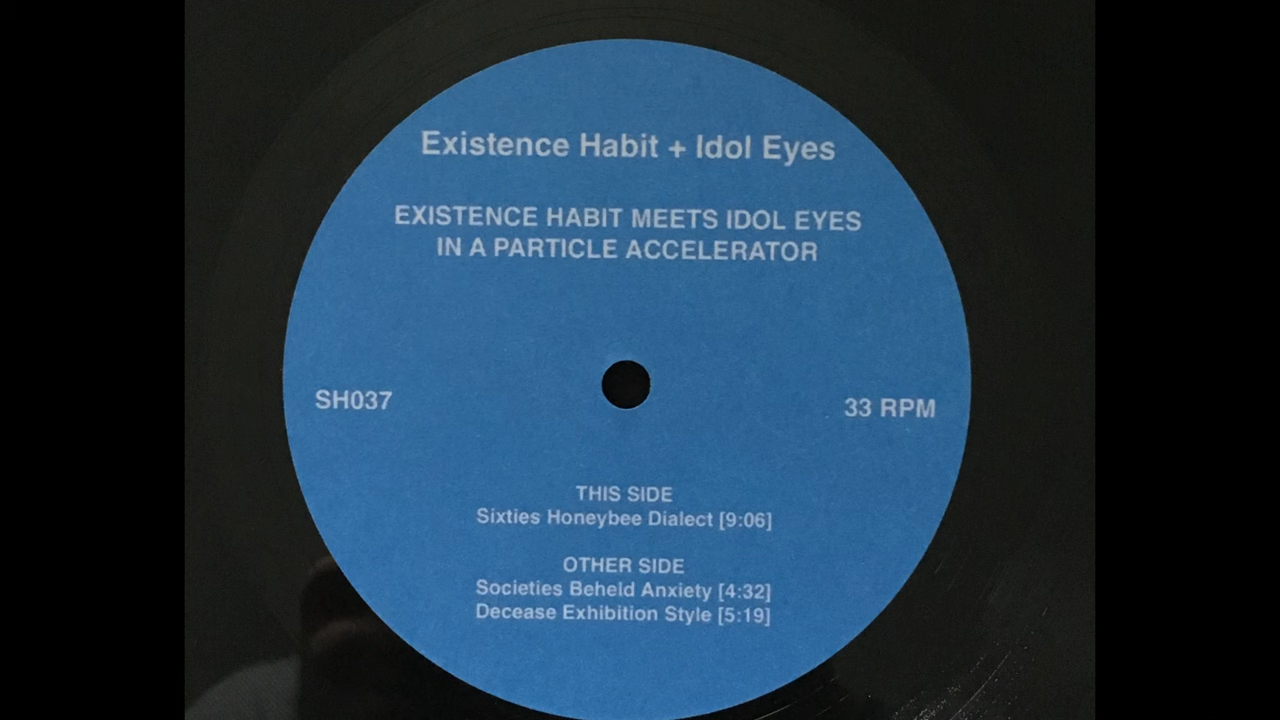 Existence Habit + Idol Eyes
EXISTENCE HABIT MEETS IDOL EYES
IN A PARTICLE ACCELERATOR
SH037
33 RPM
THIS SIDE
Sixties Honeybee Dialect [9:06]
OTHER SIDE
Societies Beheld Anxiety [4:32]
Decease Exhibition Style [5:19]